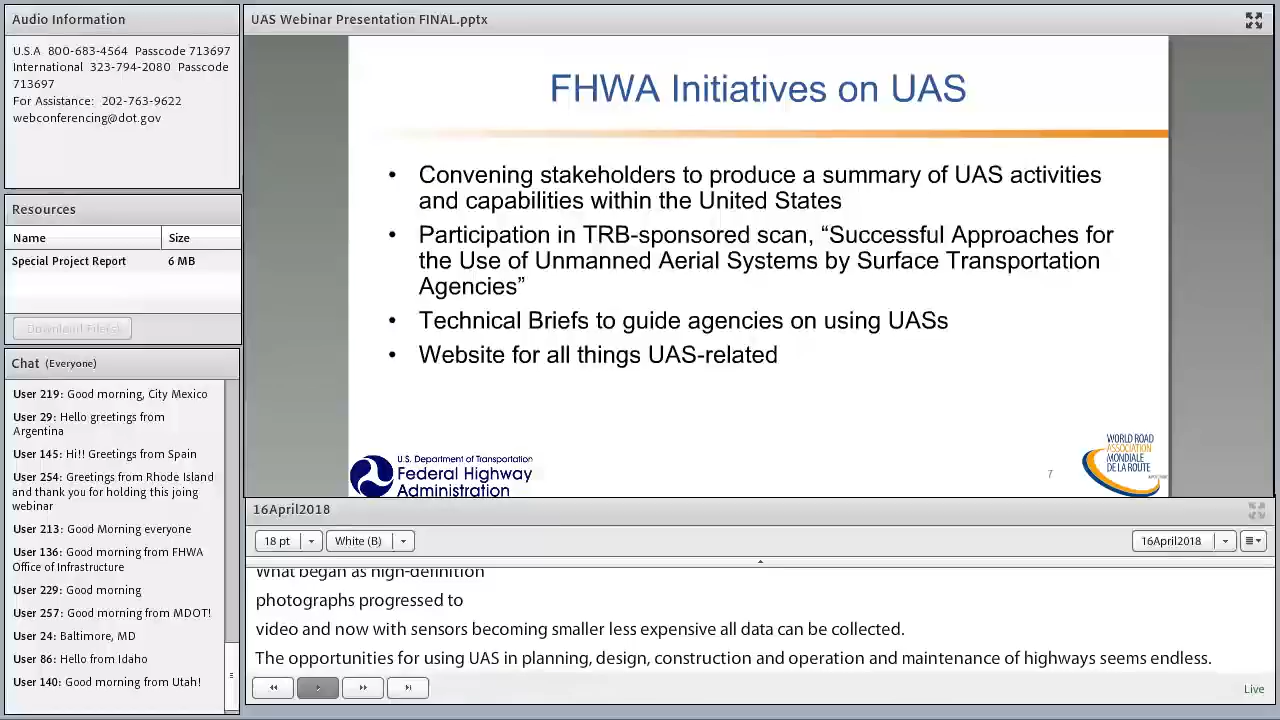 Audio Information
U.S.A 800-683-4564 Passcode 713697
International 323-794-2080 Passcode
713697
For Assistance: 202-763-9622
webconferencing@dot.gov
Resources
Name Size
Special Project Report 6 MB
Download File(s)
Chat (Everyone)
User 219: Good morning, City Mexico
User 29: Hello greetings from
Argentina
User 145: Hi!! Greetings from Spain
User 254: Greetings from Rhode Island
and thank you for holding this joing
webinar
User 213: Good Morning everyone
User 136: Good morning from FHWA
Office of Infrastructure
User 229: Good morning
User 257: Good morning from MDOT!
User 24: Baltimore, MD
User 86: Hello from Idaho
User 140: Good morning from Utah!
UAS Webinar Presentation FINAL.pptx
FHWA Initiatives on UAS
• Convening stakeholders to produce a summary of UAS activities
and capabilities within the United States
• Participation in TRB-sponsored scan, “Successful Approaches for
the Use of Unmanned Aerial Systems by Surface Transportation
Agencies”
• Technical Briefs to guide agencies on using UASs
• Website for all things UAS-related
U.S. Department of Transportation
Federal Highway
Administration
7
WORLD ROAD
ASSOCIATION
MONDIALE
DE LA ROUTE
16April2018
18 pt White (B) 16April2018
What began as high-definition
photographs progressed to
video and now with sensors becoming smaller less expensive all data can be collected.
The opportunities for using UAS in planning, design, construction and operation and maintenance of highways seems endless.
Live